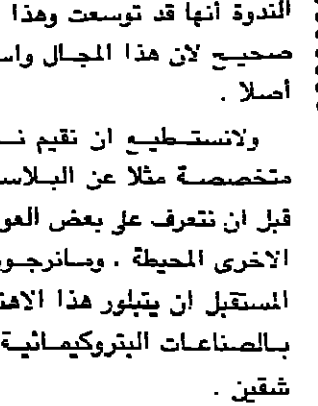 الندوة أنها قد توسعت وهذا
صحيح لان هذا المجال واس
أصلا .
ولانستطيع ان نقيم نـ
متخصصة مثلا عن البلاس
قبل ان نتعرف على بعض العو
الاخرى المحيطة . ومانرجو
المستقبل ان يتبلور هذا الاهت
بالصناعات البتروكيمائية
شقين .